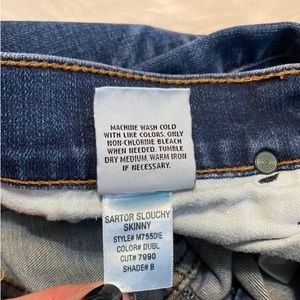 MACHINE WASH COLD
WITH LIKE COLORS. ONLY
NON-CHLORINE BLEACH
WHEN NEEDED. TUMBLE
DRY MEDIUM. WARM IRON
IF NECESSARY.
SARTOR SLOUCHY
SKINNY
STYLE# M755DIE
COLOR# DUBL
CUT# 7990
SHADE# B